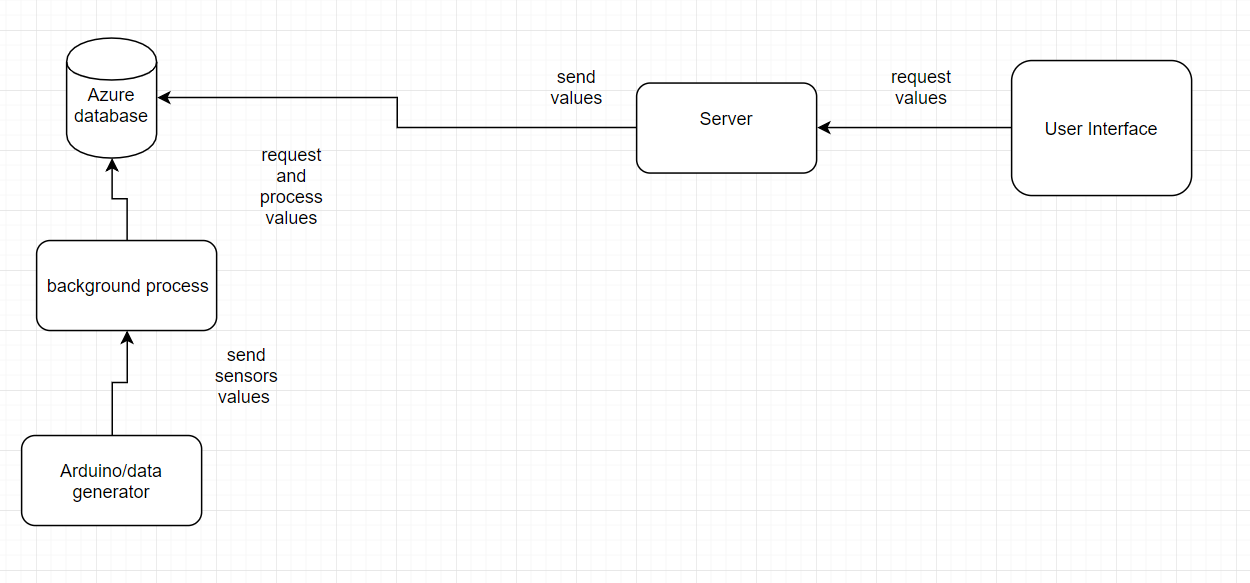 Azure
database
send
values
Server
request
values
User Interface
request
and
process
values
background process
send
sensors
values
Arduino/data
generator